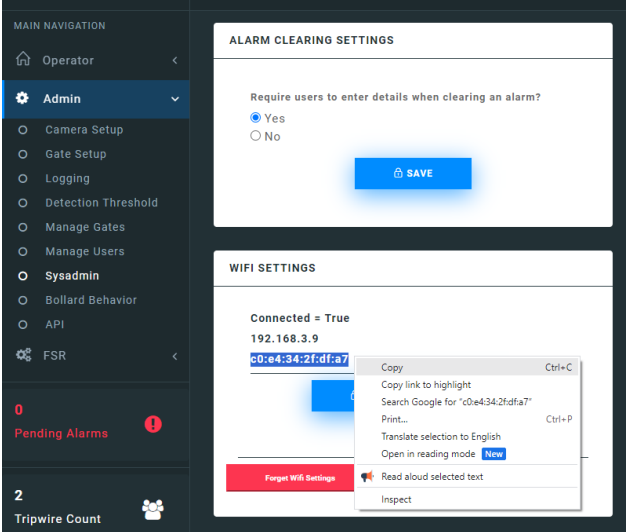 MAIN NAVIGATION
Operator
Admin
Camera Setup
Gate Setup
Logging
Detection Threshold
Manage Gates
Manage Users
Sysadmin
Bollard Behavior
API
FSR
0
Pending Alarms
2
Tripwire Count
ALARM CLEARING SETTINGS
Require users to enter details when clearing an alarm?
Yes
No
SAVE
WIFI SETTINGS
Connected = True
192.168.3.9
c0:e4:34:2f:df:a7
Forget Wifi Settings
Copy Ctrl+C
Copy link to highlight
Search Google for "c0:e4:34:2f:df:a7"
Print... Ctrl+P
Translate selection to English
Open in reading mode New
Read aloud selected text
Inspect